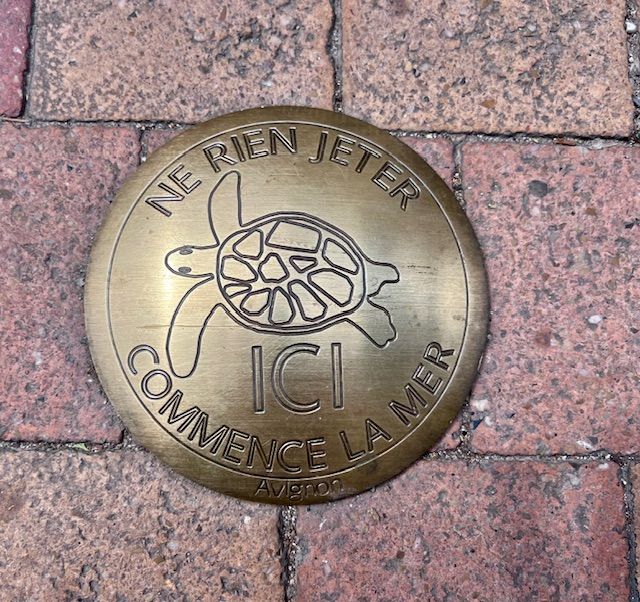 NE RIEN JETER
ICI
COMMENCE LA MER
Avignon